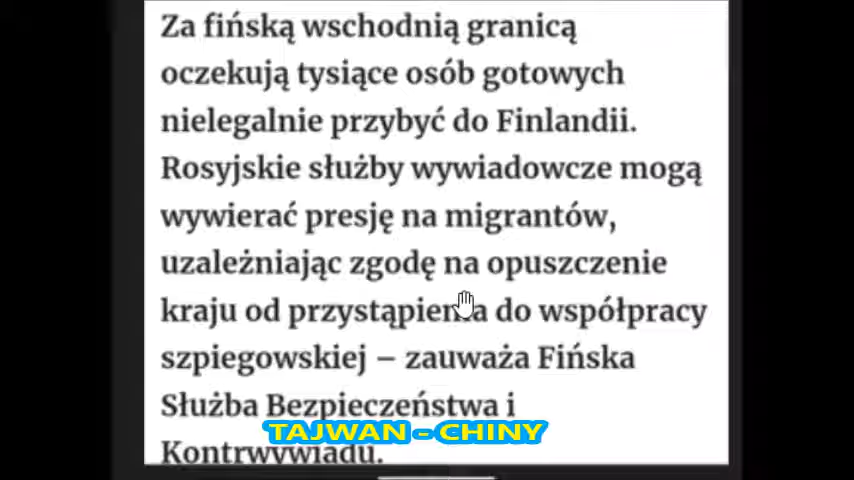 Za fińską wschodnią granicą
oczekują tysiące osób gotowych
nielegalnie przybyć do Finlandii.
Rosyjskie służby wywiadowcze mogą
wywierać presję na migrantów,
uzależniając zgodę na opuszczenie
kraju od przystąpienia do współpracy
szpiegowskiej – zauważa Fińska
Służba Bezpieczeństwa i
TAJWAN - CHINY
Kontrwywiadu.